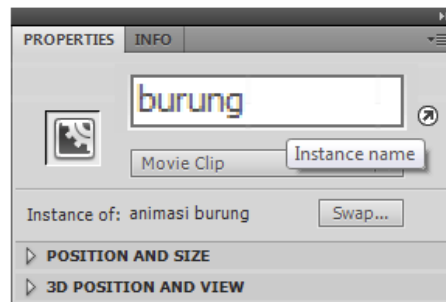 PROPERTIES INFO
burung
Instance name
Movie Clip
Instance of: animasi burung Swap...
POSITION AND SIZE
3D POSITION AND VIEW